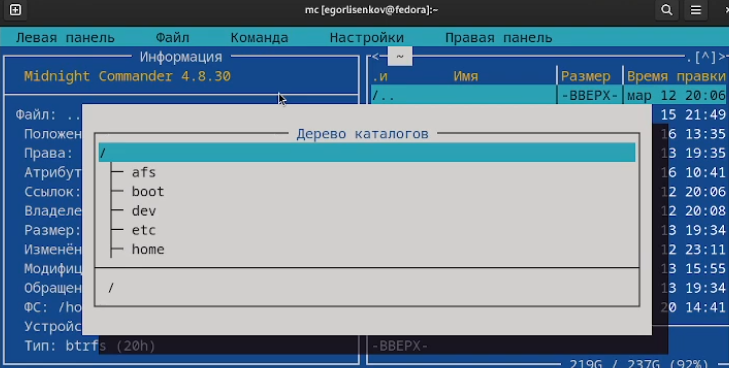 mc [egorlisenkov@fedora]:~
Левая панель Файл Команда Настройки Правая панель
Информация
Midnight Commander 4.8.30
Файл: ..
Положен
Права:
Атрибут
Ссылок:
Владеле
Размер:
Изменён
Модифиц
Обращен
ФС: /ho
Устройс
Тип: btrfs (20h)
Дерево каталогов
/
afs
boot
dev
etc
home
/
<─ ~ .[^]>
.и Имя Размер Время правки
/.. -ВВЕРХ- мар 12 20:06
15 21:49
16 13:35
13 19:35
16 10:41
12 20:06
12 20:08
13 19:34
12 23:11
13 15:55
13 19:34
20 14:41
-ВВЕРХ-
219G / 237G (92%)